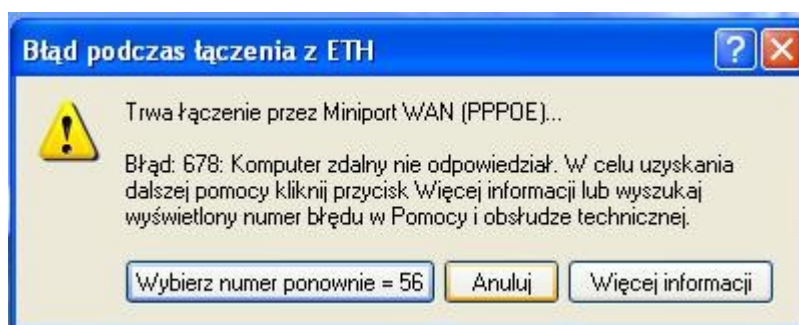 Błąd podczas łączenia z ETH
Trwa łączenie przez Miniport WAN (PPPOE)...
Błąd: 678: Komputer zdalny nie odpowiedział. W celu uzyskania
dalszej pomocy kliknij przycisk Więcej informacji lub wyszukaj
wyświetlony numer błędu w Pomocy i obsłudze technicznej.
Wybierz numer ponownie = 56 Anuluj Więcej informacji